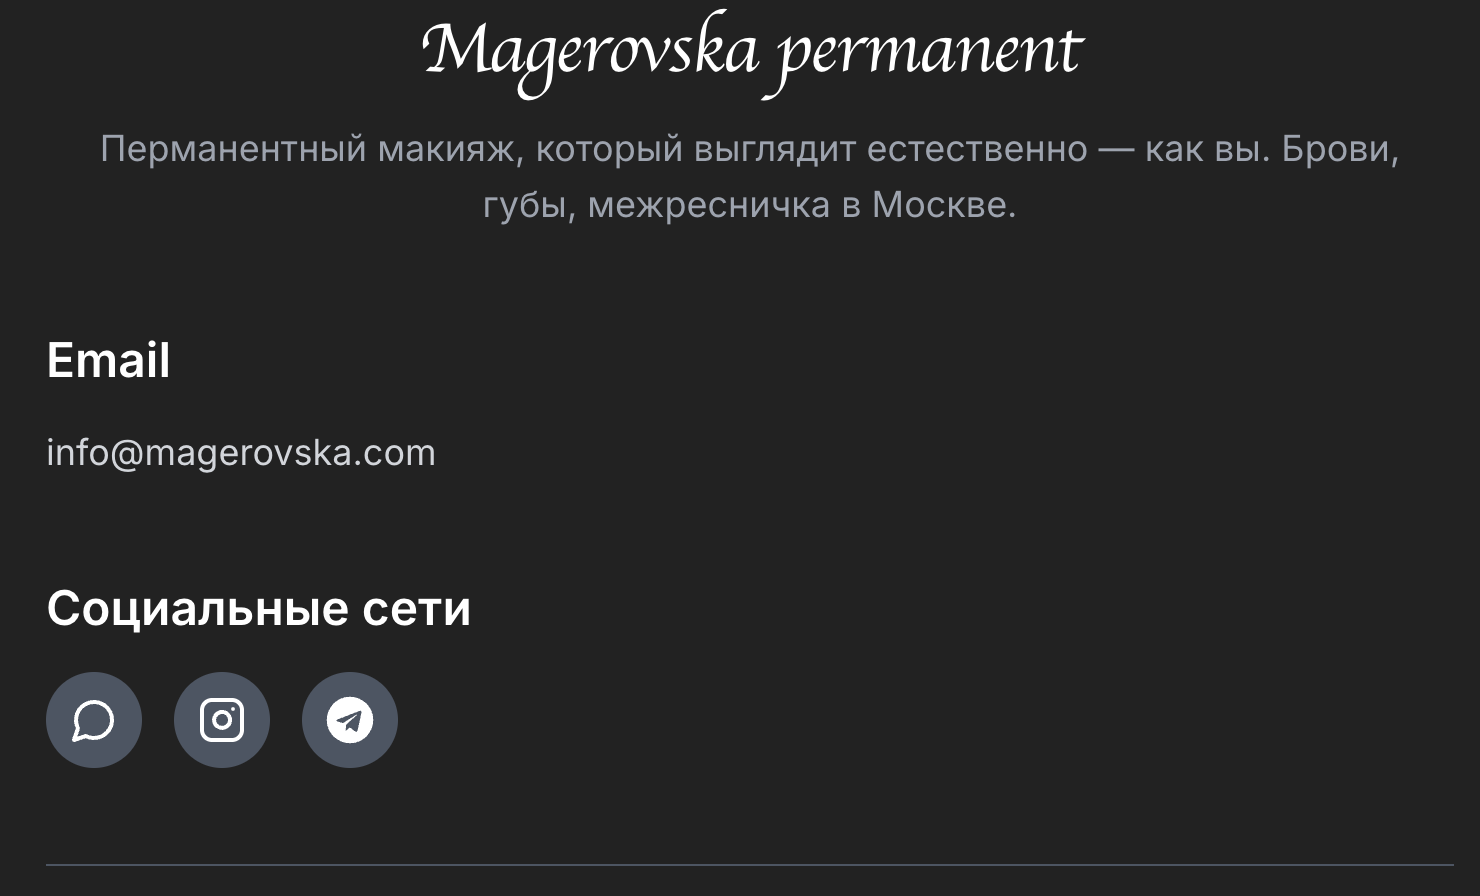 Magerovska permanent
Перманентный макияж, который выглядит естественно — как вы. Брови,
губы, межресничка в Москве.
Email
info@magerovska.com
Социальные сети